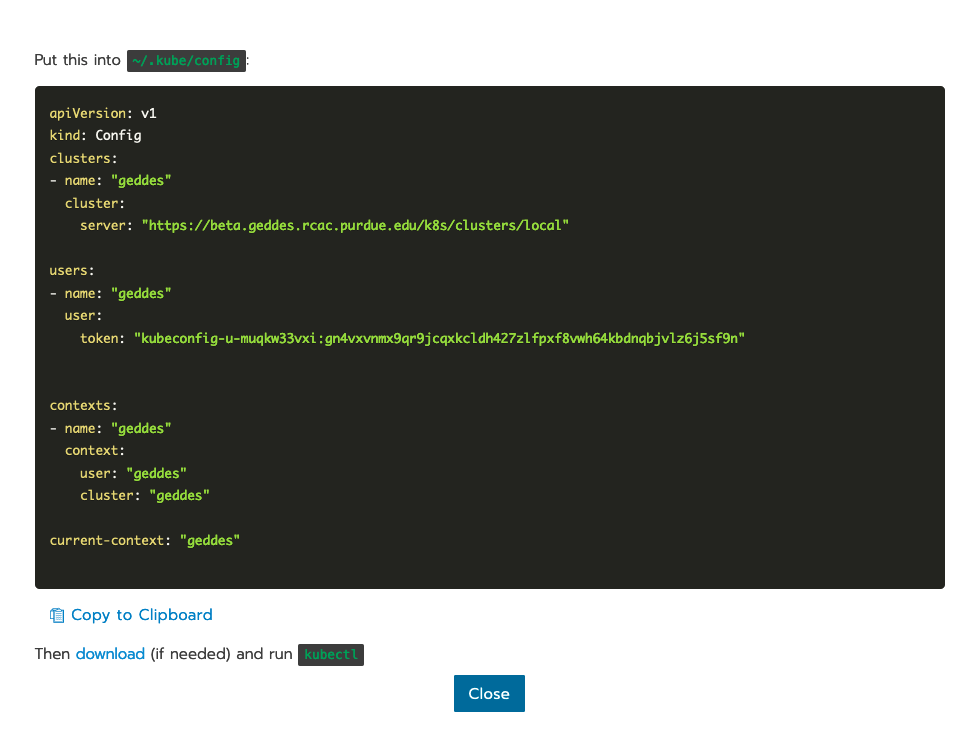 Put this into ~/.kube/config:
apiVersion: v1
kind: Config
clusters:
- name: "geddes"
  cluster:
    server: "https://beta.geddes.rcac.purdue.edu/k8s/clusters/local"
users:
- name: "geddes"
  user:
    token: "kubeconfig-u-muqkw33vxi:gn4vxvnmx9qr9jcqxkcldh427zlfpxf8vwh64kbdnqbjvlz6j5sf9n"
contexts:
- name: "geddes"
  context:
    user: "geddes"
    cluster: "geddes"
current-context: "geddes"
Copy to Clipboard
Then download (if needed) and run kubectl
Close